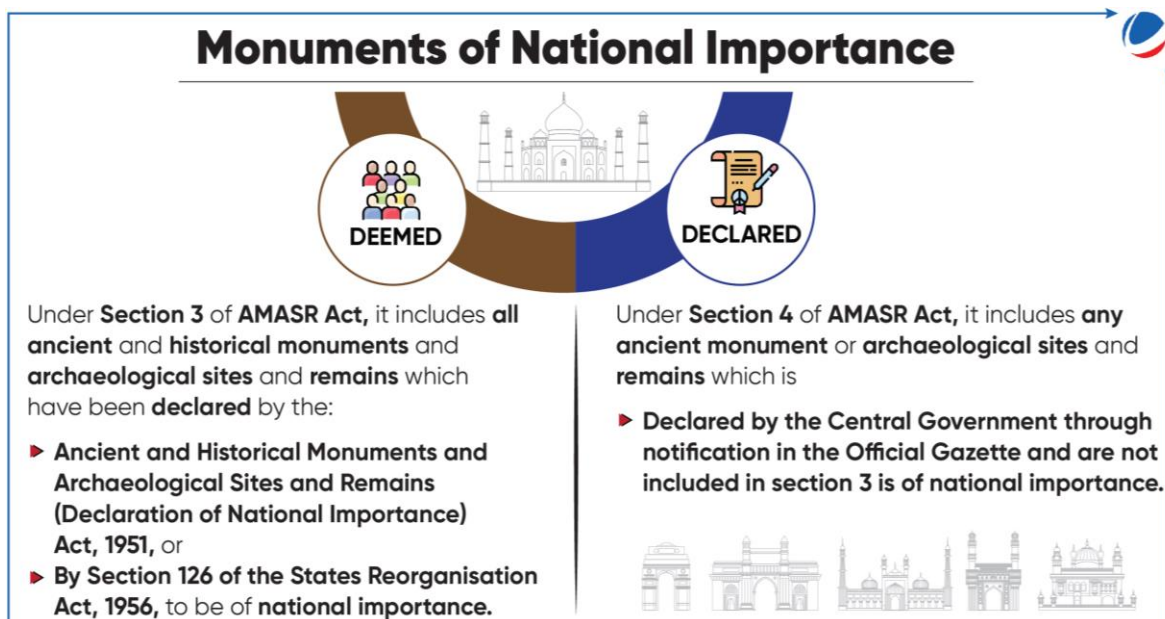 Monuments of National Importance
DEEMED
DECLARED
Under Section 3 of AMASR Act, it includes all
ancient and historical monuments and
archaeological sites and remains which
have been declared by the:
Ancient and Historical Monuments and
Archaeological Sites and Remains
(Declaration of National Importance)
Act, 1951, or
By Section 126 of the States Reorganisation
Act, 1956, to be of national importance.
Under Section 4 of AMASR Act, it includes any
ancient monument or archaeological sites and
remains which is
Declared by the Central Government through
notification in the Official Gazette and are not
included in section 3 is of national importance.